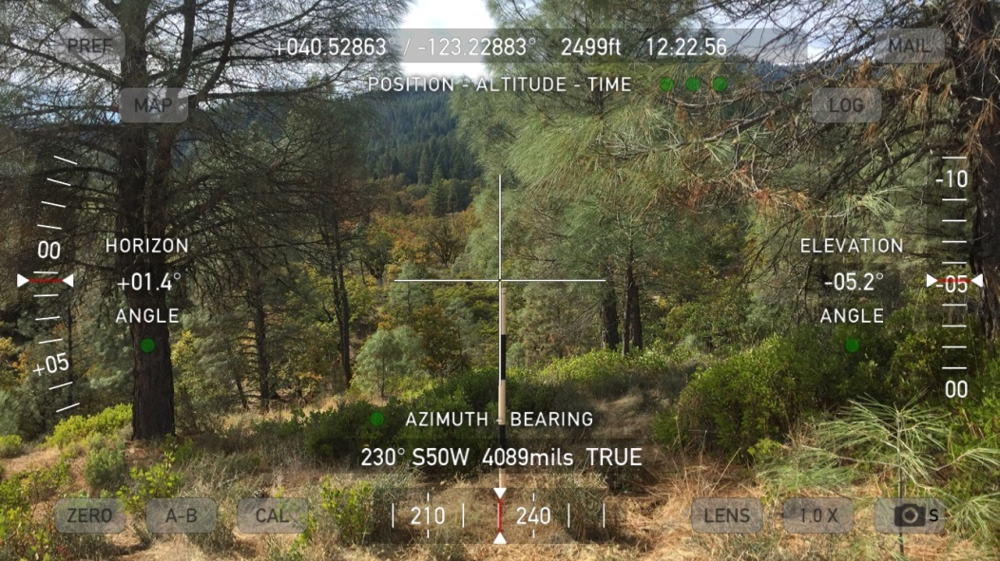 PREF +040.52863° / -123.22883° 2499ft 12:22:56 MAIL
POSITION - ALTITUDE - TIME
MAP LOG
-10
00 HORIZON ELEVATION
+01.4° -05.2° -05
ANGLE ANGLE
+05
00
AZIMUTH - BEARING
230° S50W 4089mils TRUE
ZERO A-B CAL 210 240 LENS 1.0 X S